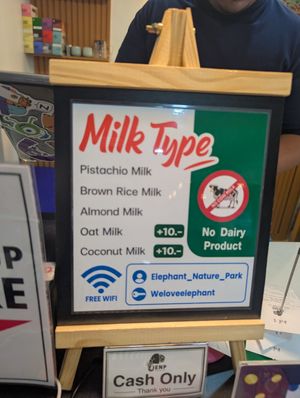 Milk Type
Pistachio Milk
Brown Rice Milk
Almond Milk
Oat Milk +10.-
Coconut Milk +10.-
No Dairy
Product
FREE WIFI
Elephant_Nature_Park
Weloveelephant
ENP
Cash Only
Thank you